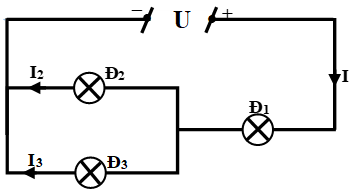 − U +
I₂ Đ₂
I
Đ₁
I₃ Đ₃